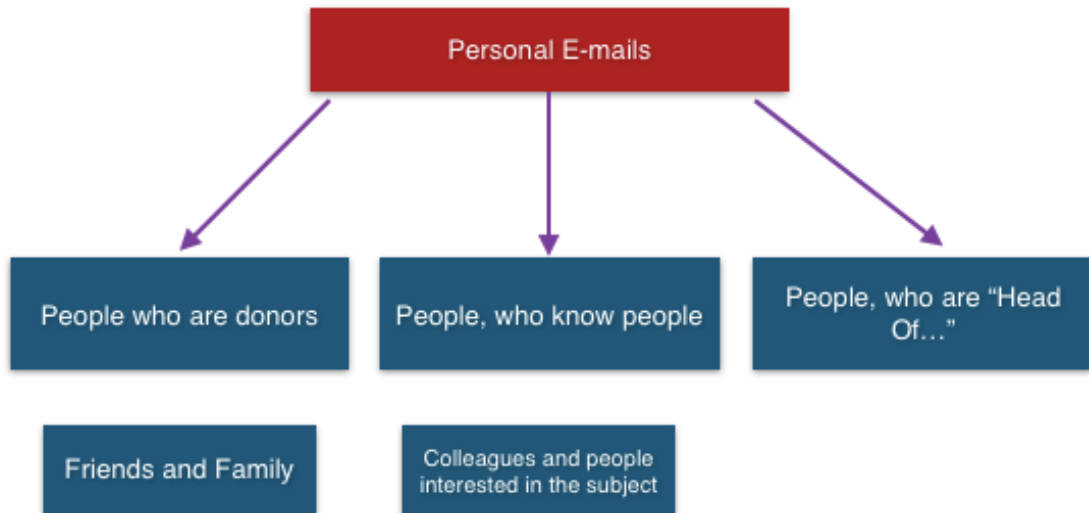 Personal E-mails
People who are donors
People, who know people
People, who are “Head
Of...”
Friends and Family
Colleagues and people
interested in the subject